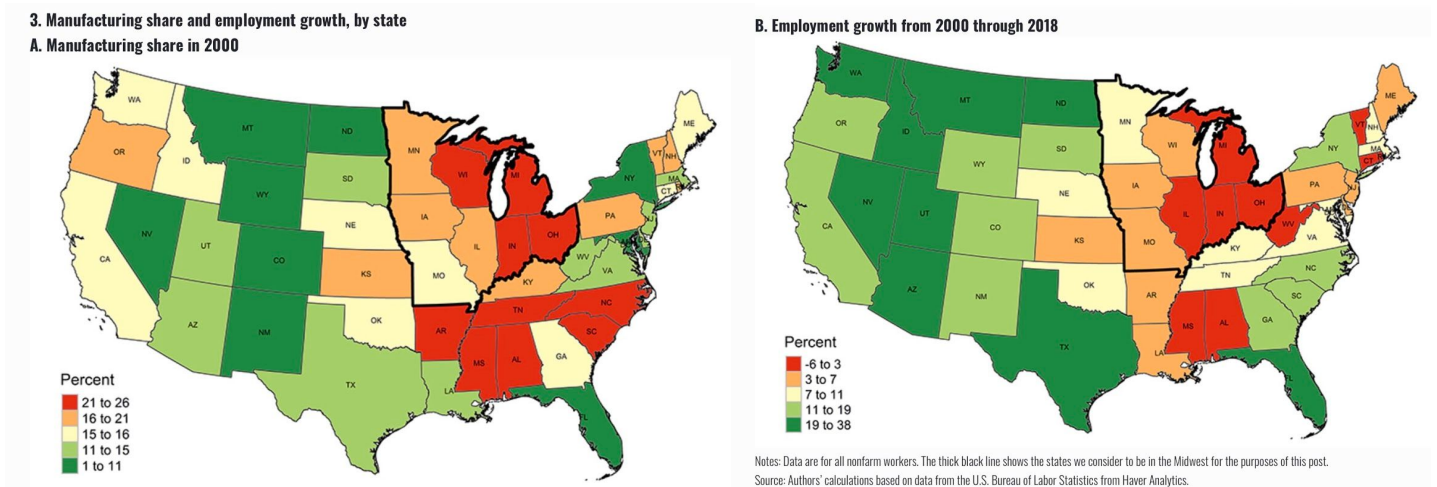 3. Manufacturing share and employment growth, by state
A. Manufacturing share in 2000
WA
MT
ND
MN
ME
OR
ID
SD
WI
MI
VT
NH
NY
MA
CT
WY
IA
PA
NJ
NE
NV
UT
IL
IN
OH
CA
CO
KS
MO
WV
VA
KY
AZ
NM
OK
TN
NC
AR
SC
MS
AL
GA
TX
LA
FL
Percent
21 to 26
16 to 21
15 to 16
11 to 15
1 to 11
B. Employment growth from 2000 through 2018
WA
MT
ND
MN
ME
OR
ID
SD
WI
MI
VT
NH
NY
MA
CT
WY
IA
PA
NJ
NE
NV
UT
IL
IN
OH
CA
CO
KS
MO
WV
VA
KY
AZ
NM
OK
TN
NC
AR
SC
MS
AL
GA
TX
LA
FL
Percent
-6 to 3
3 to 7
7 to 11
11 to 19
19 to 38
Notes: Data are for all nonfarm workers. The thick black line shows the states we consider to be in the Midwest for the purposes of this post.
Source: Authors' calculations based on data from the U.S. Bureau of Labor Statistics from Haver Analytics.